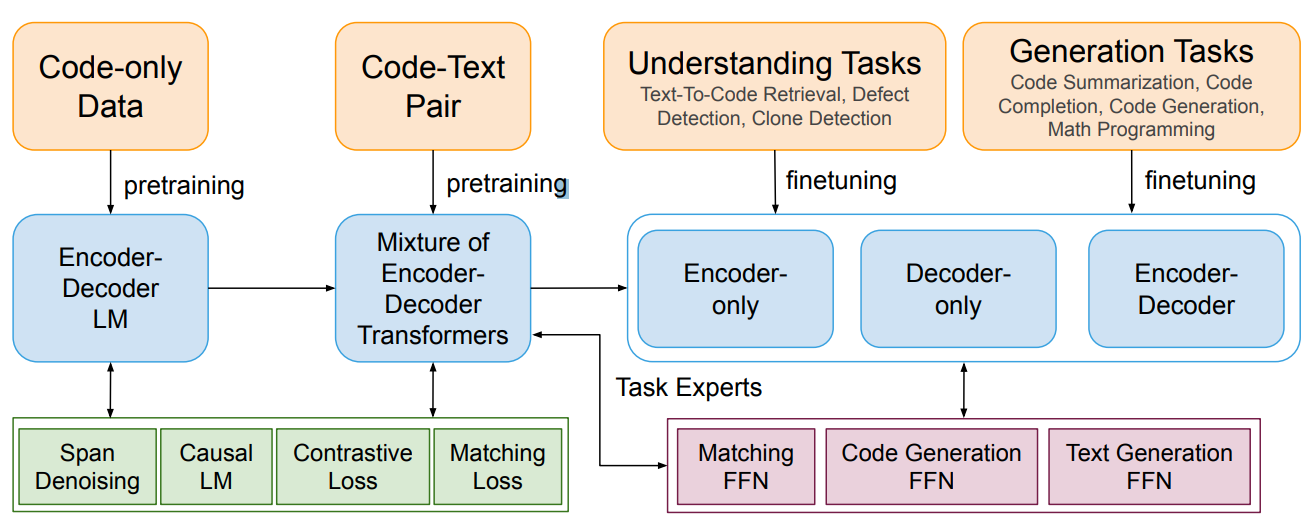 Code-only
Data
Code-Text
Pair
Understanding Tasks
Text-To-Code Retrieval, Defect
Detection, Clone Detection
Generation Tasks
Code Summarization, Code
Completion, Code Generation,
Math Programming
pretraining
pretraining
finetuning
finetuning
Encoder-
Decoder
LM
Mixture of
Encoder-
Decoder
Transformers
Encoder-
only
Decoder-
only
Encoder-
Decoder
Task Experts
Span
Denoising
Causal
LM
Contrastive
Loss
Matching
Loss
Matching
FFN
Code Generation
FFN
Text Generation
FFN